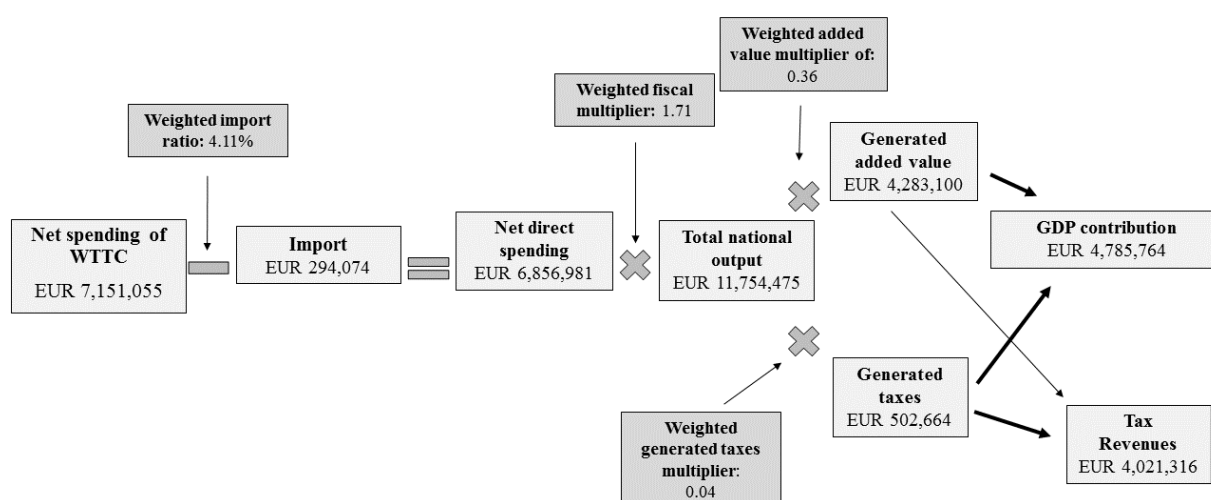 Weighted added
value multiplier of:
0.36
Weighted fiscal
multiplier: 1.71
Weighted import
ratio: 4.11%
Generated
added value
EUR 4,283,100
Net spending of
WTTC
EUR 7,151,055
Import
EUR 294,074
Net direct
spending
EUR 6,856,981
Total national
output
EUR 11,754,475
GDP contribution
EUR 4,785,764
Generated
taxes
EUR 502,664
Weighted
generated taxes
multiplier:
0.04
Tax
Revenues
EUR 4,021,316